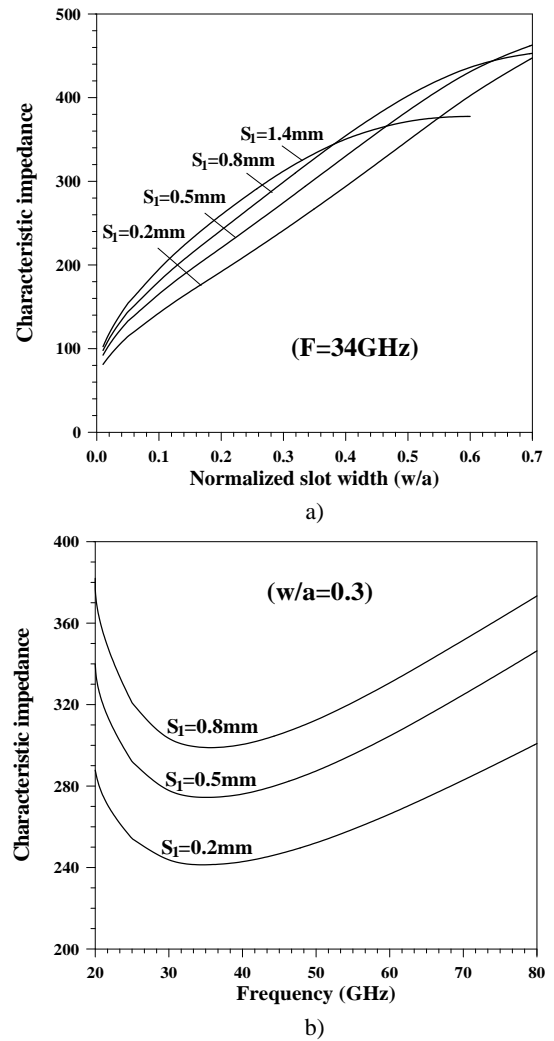 500
400
300
200
100
0
Characteristic impedance
S1=1.4mm
S1=0.8mm
S1=0.5mm
S1=0.2mm
(F=34GHz)
0.0 0.1 0.2 0.3 0.4 0.5 0.6 0.7
Normalized slot width (w/a)
a)
400
360
320
280
240
200
Characteristic impedance
(w/a=0.3)
S1=0.8mm
S1=0.5mm
S1=0.2mm
20 30 40 50 60 70 80
Frequency (GHz)
b)